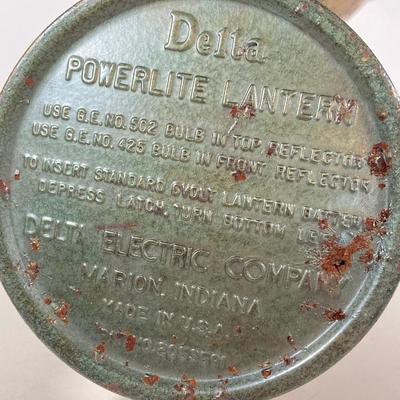 Delta
POWERLITE LANTERN
USE G.E. NO. 502 BULB IN TOP REFLECTOR
USE G.E. NO. 425 BULB IN FRONT REFLECTOR
TO INSERT STANDARD 6 VOLT LANTERN BATTERY
DEPRESS LATCH, TURN BOTTOM
DELTA ELECTRIC COMPANY
MARION, INDIANA
MADE IN U.S.A.